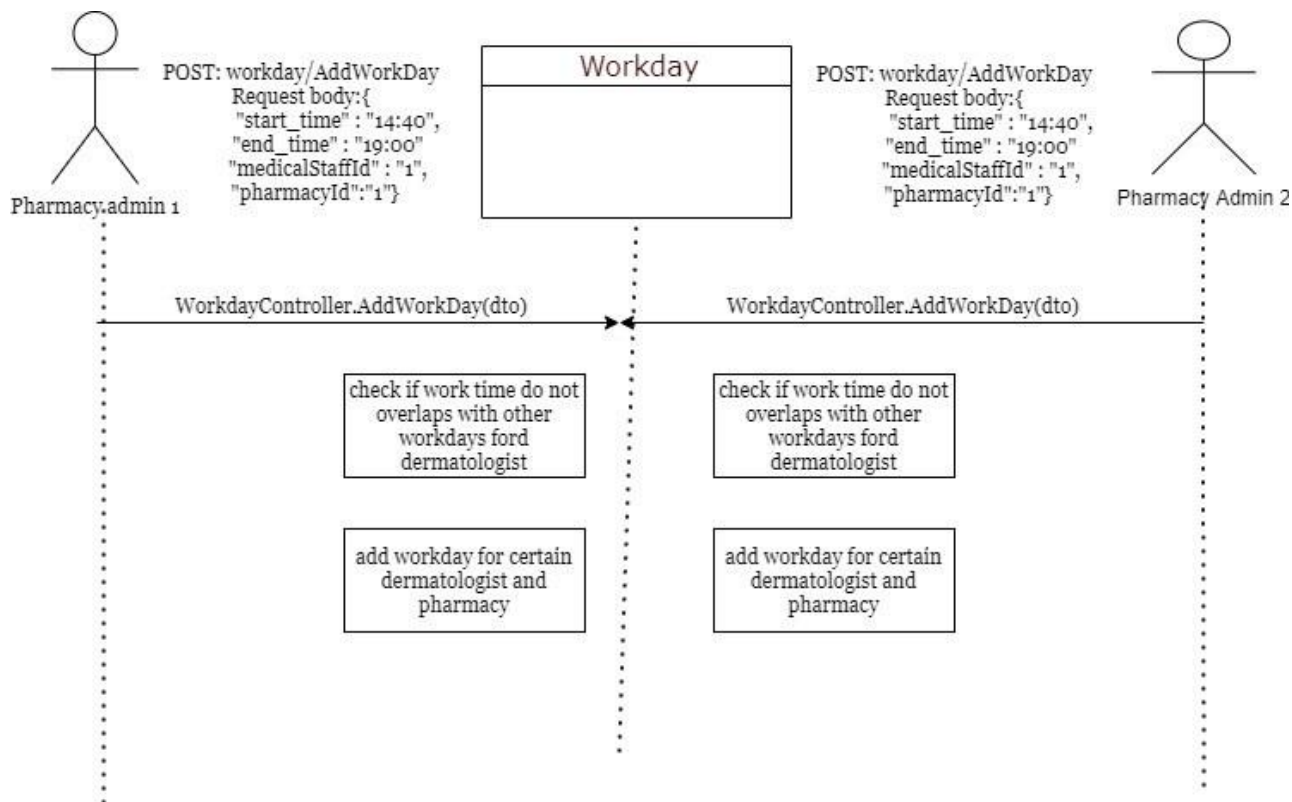 POST: workday/AddWorkDay
Request body:{
"start_time" : "14:40",
"end_time" : "19:00"
"medicalStaffId" : "1",
"pharmacyId":"1"}
Pharmacy admin 1
Workday
POST: workday/AddWorkDay
Request body:{
"start_time" : "14:40",
"end_time" : "19:00"
"medicalStaffId" : "1",
"pharmacyId":"1"}
Pharmacy Admin 2
WorkdayController.AddWorkDay(dto)
WorkdayController.AddWorkDay(dto)
check if work time do not
overlaps with other
workdays ford
dermatologist
check if work time do not
overlaps with other
workdays ford
dermatologist
add workday for certain
dermatologist and
pharmacy
add workday for certain
dermatologist and
pharmacy